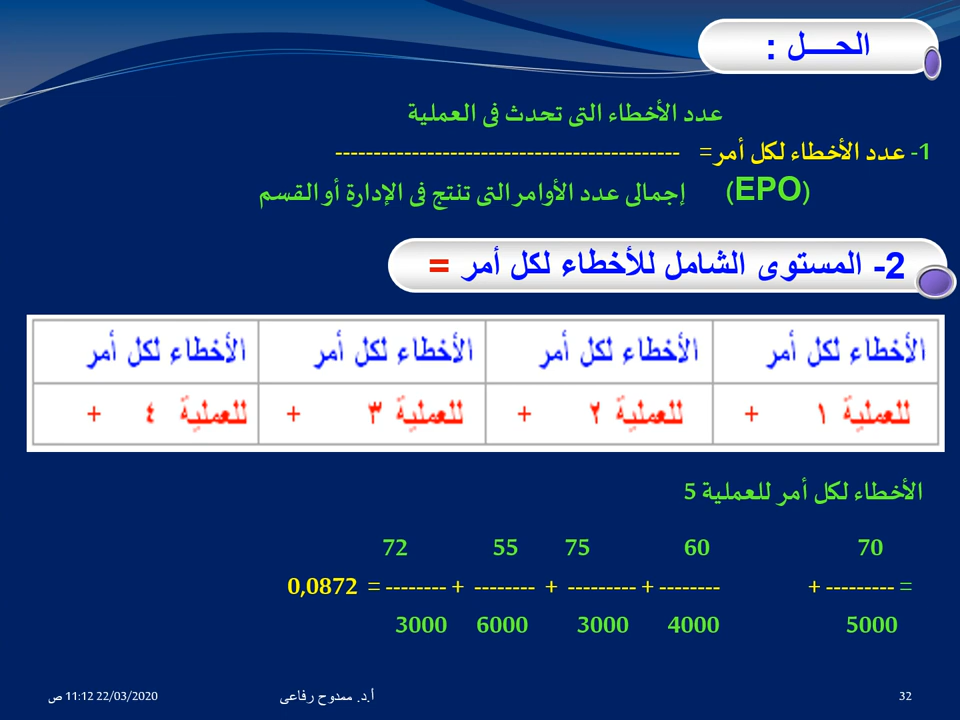 الحــــل :
عدد الأخطاء التى تحدث فى العملية
1- عدد الأخطاء لكل أمر= ---------------------------------------------
(EPO) إجمالى عدد الأوامر التى تنتج فى الإدارة أو القسم
2- المستوى الشامل للأخطاء لكل أمر =
الأخطاء لكل أمر الأخطاء لكل أمر الأخطاء لكل أمر الأخطاء لكل أمر
للعملية ١ + للعملية ٢ + للعملية ٣ + للعملية ٤ +
الأخطاء لكل أمر للعملية 5
70 60 75 55 72
= --------- + -------- + --------- + -------- + -------- = 0,0872
5000 4000 3000 6000 3000
32 أ.د. ممدوح رفاعى 22/03/2020 11:12 ص